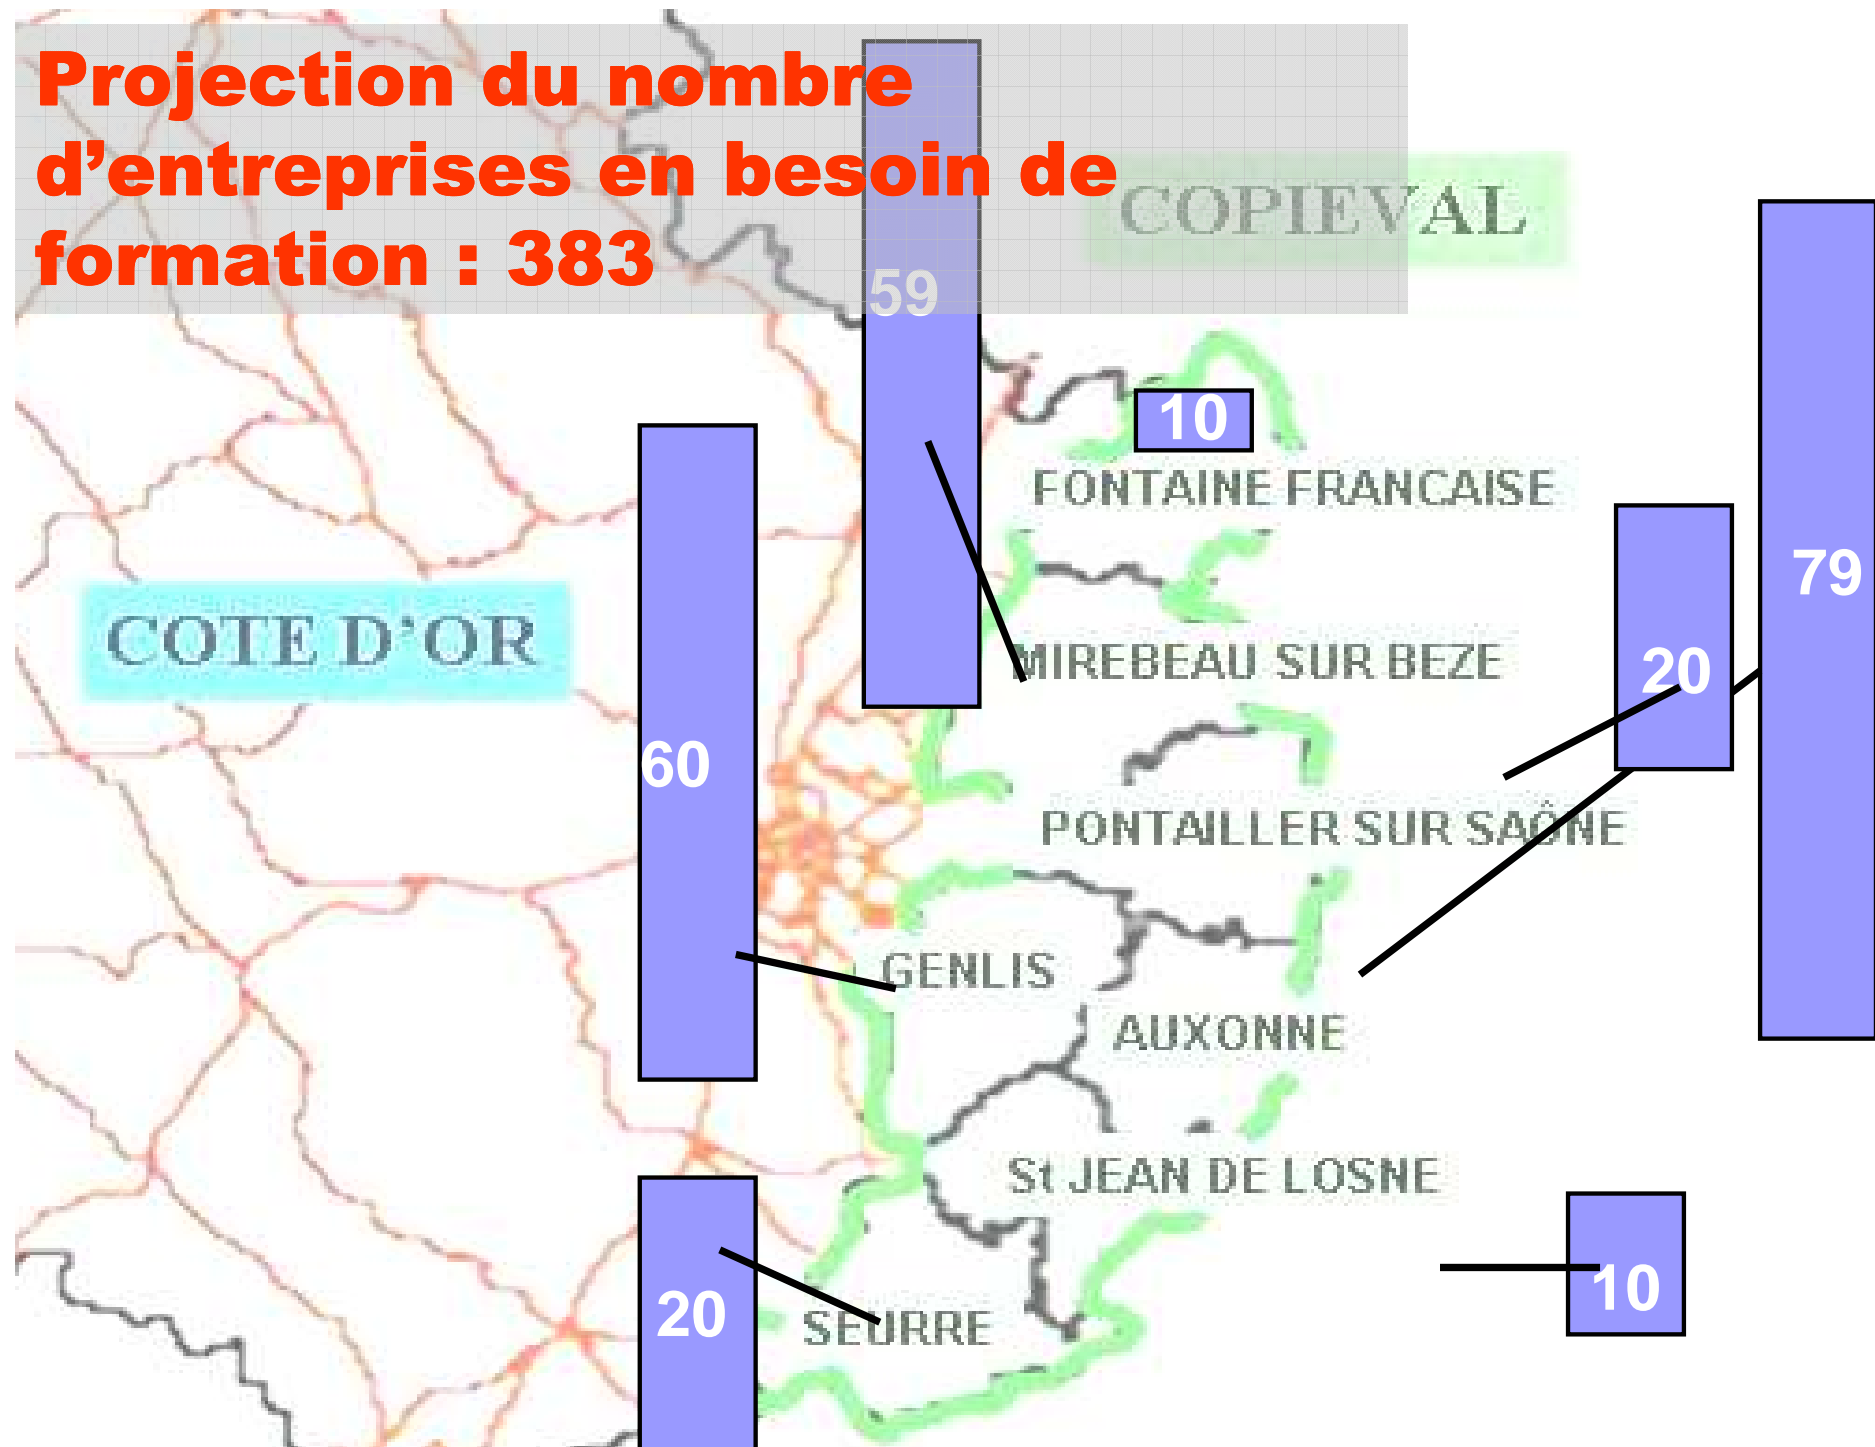 Projection du nombre
d’entreprises en besoin de
formation : 383
COPIEVAL
59
10
FONTAINE FRANCAISE
79
COTE D’OR
MIREBEAU SUR BEZE
20
60
PONTAILLER SUR SAÔNE
GENLIS
AUXONNE
St JEAN DE LOSNE
10
20
SEURRE